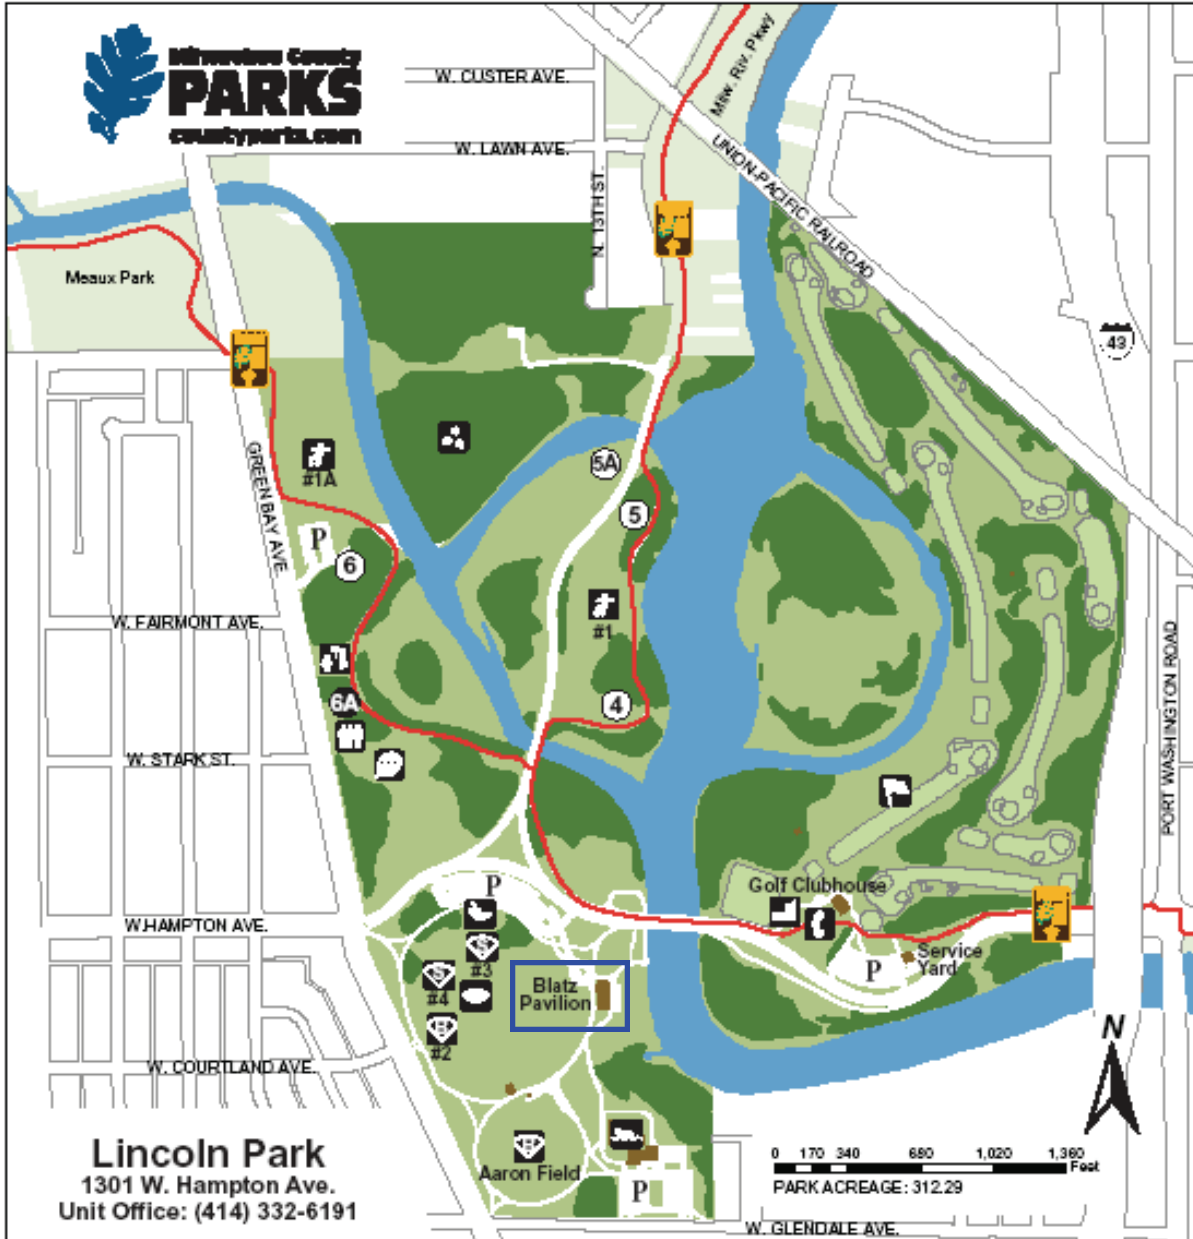 Milwaukee County
PARKS
countyparks.com
W. CUSTER AVE.
W. LAWN AVE.
N. 13TH ST.
Milw. Riv. Pkwy
UNION-PACIFIC RAILROAD
43
Meaux Park
GREEN BAY AVE.
#1A
P
6
5A
5
#1
4
6A
W. FAIRMONT AVE.
W. STARK ST.
PORT WASHINGTON ROAD
P
Golf Clubhouse
W.HAMPTON AVE.
#3
#4
#2
Blatz
Pavilion
P
Service
Yard
W. COURTLAND AVE.
N
Aaron Field
P
Lincoln Park
1301 W. Hampton Ave.
Unit Office: (414) 332-6191
0 170 340 680 1,020 1,360
Feet
PARK ACREAGE: 312.29
W. GLENDALE AVE.